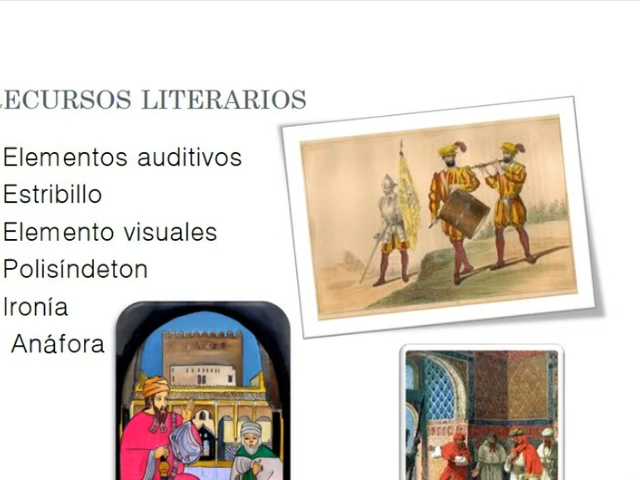 RECURSOS LITERARIOS
Elementos auditivos
Estribillo
Elemento visuales
Polisíndeton
Ironía
Anáfora